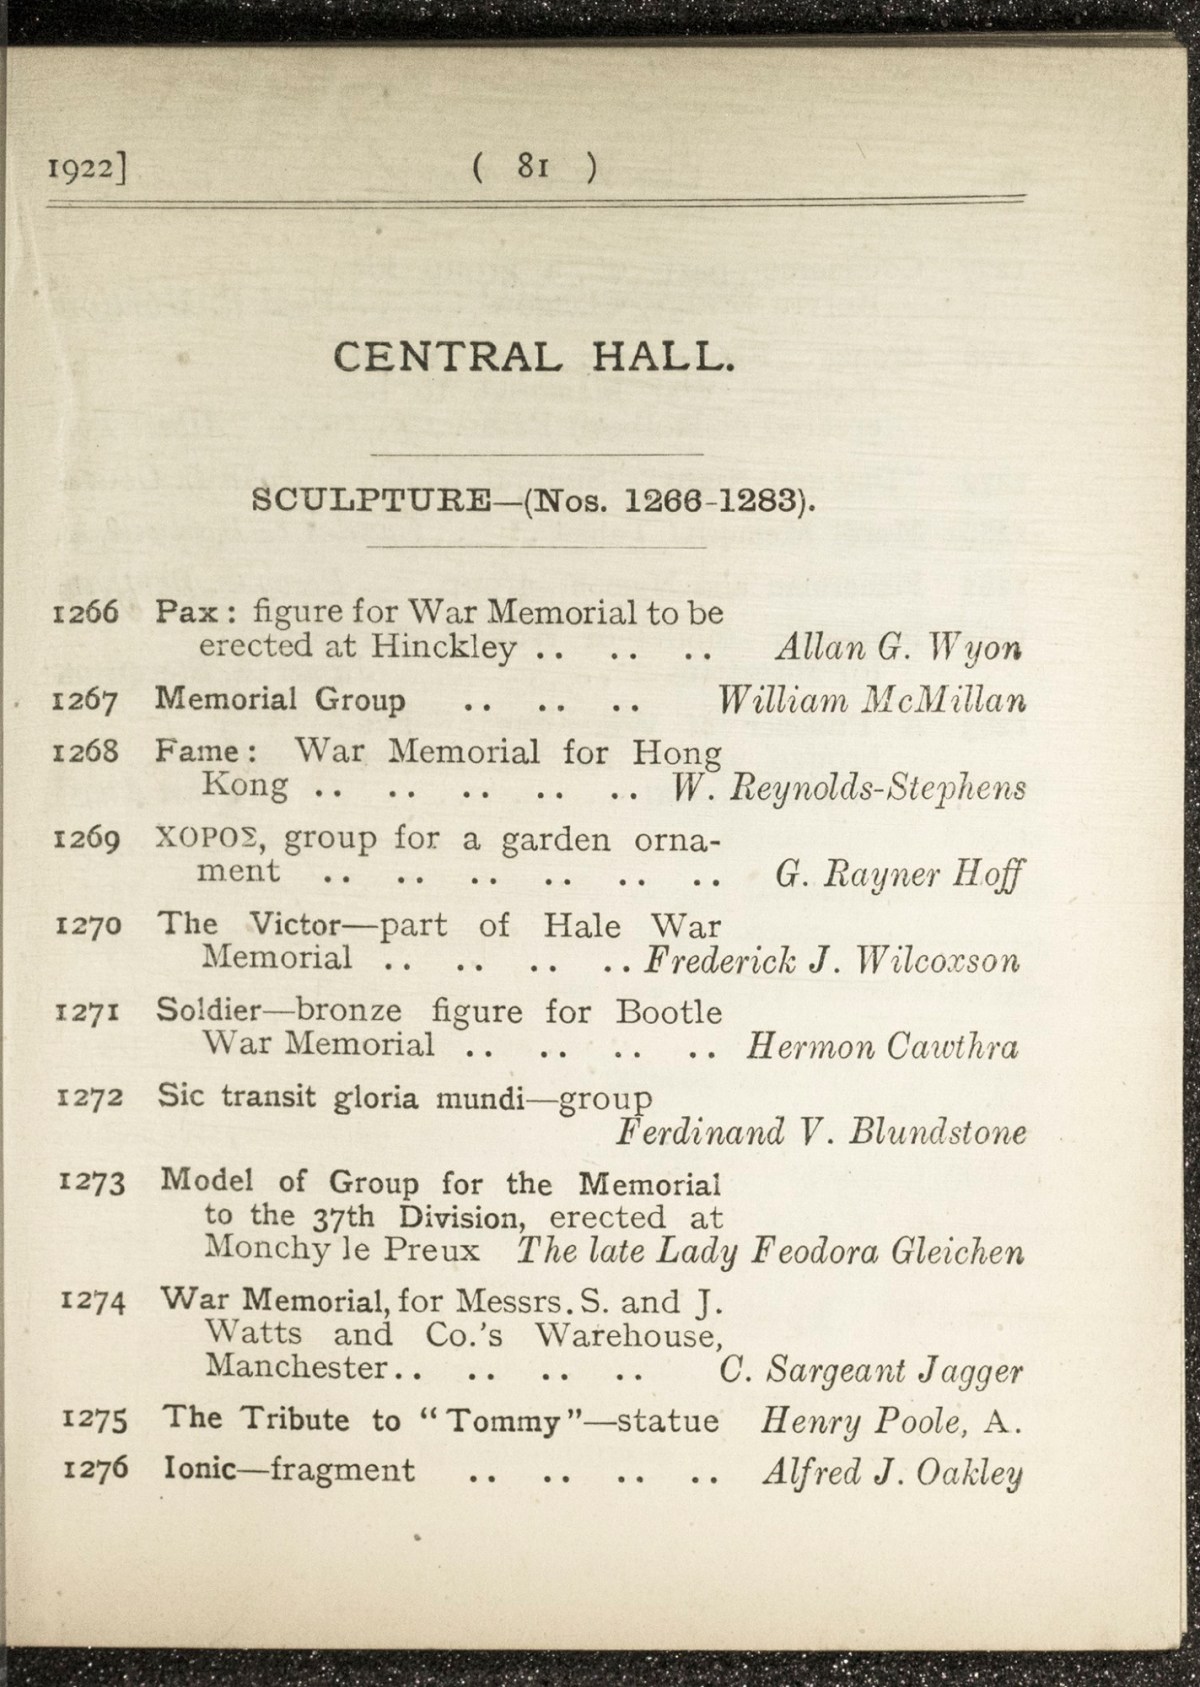 1922] ( 81 )
CENTRAL HALL.
SCULPTURE—(Nos. 1266-1283).
1266 Pax: figure for War Memorial to be
erected at Hinckley .. .. .. Allan G. Wyon
1267 Memorial Group .. .. .. William McMillan
1268 Fame: War Memorial for Hong
Kong .. .. .. .. .. W. Reynolds-Stephens
1269 ΧΟΡΟΣ, group for a garden orna-
ment .. .. .. .. .. .. G. Rayner Hoff
1270 The Victor—part of Hale War
Memorial .. .. .. .. Frederick J. Wilcoxson
1271 Soldier—bronze figure for Bootle
War Memorial .. .. .. .. Hermon Cawthra
1272 Sic transit gloria mundi—group
Ferdinand V. Blundstone
1273 Model of Group for the Memorial
to the 37th Division, erected at
Monchy le Preux The late Lady Feodora Gleichen
1274 War Memorial, for Messrs. S. and J.
Watts and Co.'s Warehouse,
Manchester.. .. .. .. C. Sargeant Jagger
1275 The Tribute to "Tommy"—statue Henry Poole, A.
1276 Ionic—fragment .. .. .. .. Alfred J. Oakley